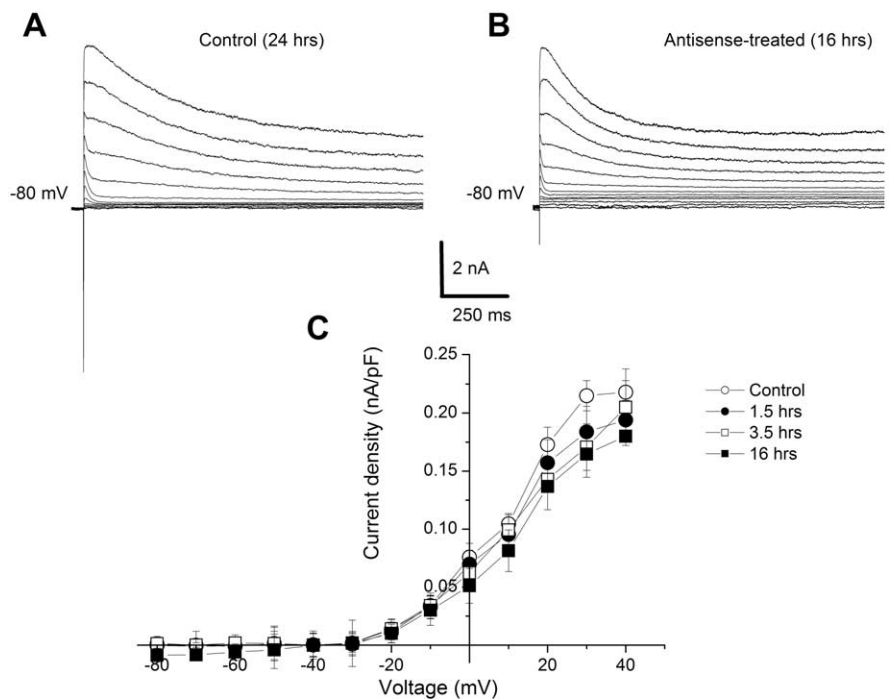 A
Control (24 hrs)
B
Antisense-treated (16 hrs)
-80 mV
-80 mV
2 nA
250 ms
C
Current density (nA/pF)
0.25
0.20
0.15
0.10
0.05
-80 -60 -40 -20 20 40
Voltage (mV)
Control
1.5 hrs
3.5 hrs
16 hrs